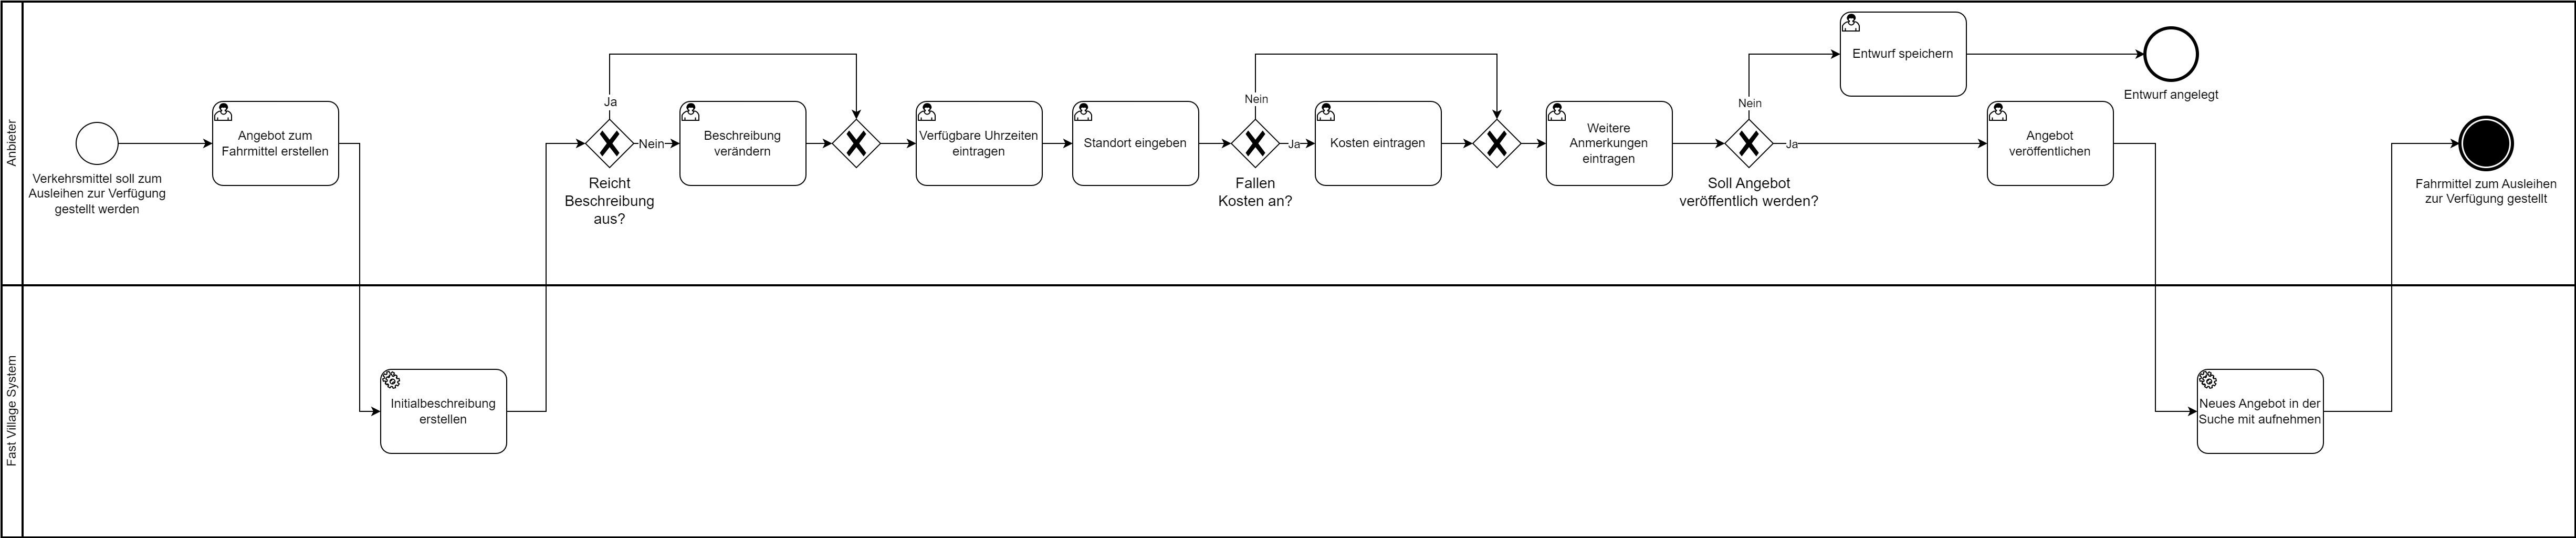 Anbieter
Verkehrsmittel soll zum
Ausleihen zur Verfügung
gestellt werden
Angebot zum
Fahrmittel erstellen
Ja
Nein
Reicht
Beschreibung
aus?
Beschreibung
verändern
Verfügbare Uhrzeiten
eintragen
Standort eingeben
Nein
Ja
Fallen
Kosten an?
Kosten eintragen
Weitere
Anmerkungen
eintragen
Nein
Ja
Soll Angebot
veröffentlich werden?
Entwurf speichern
Entwurf angelegt
Angebot
veröffentlichen
Fahrmittel zum Ausleihen
zur Verfügung gestellt
Fast Village System
Initialbeschreibung
erstellen
Neues Angebot in der
Suche mit aufnehmen